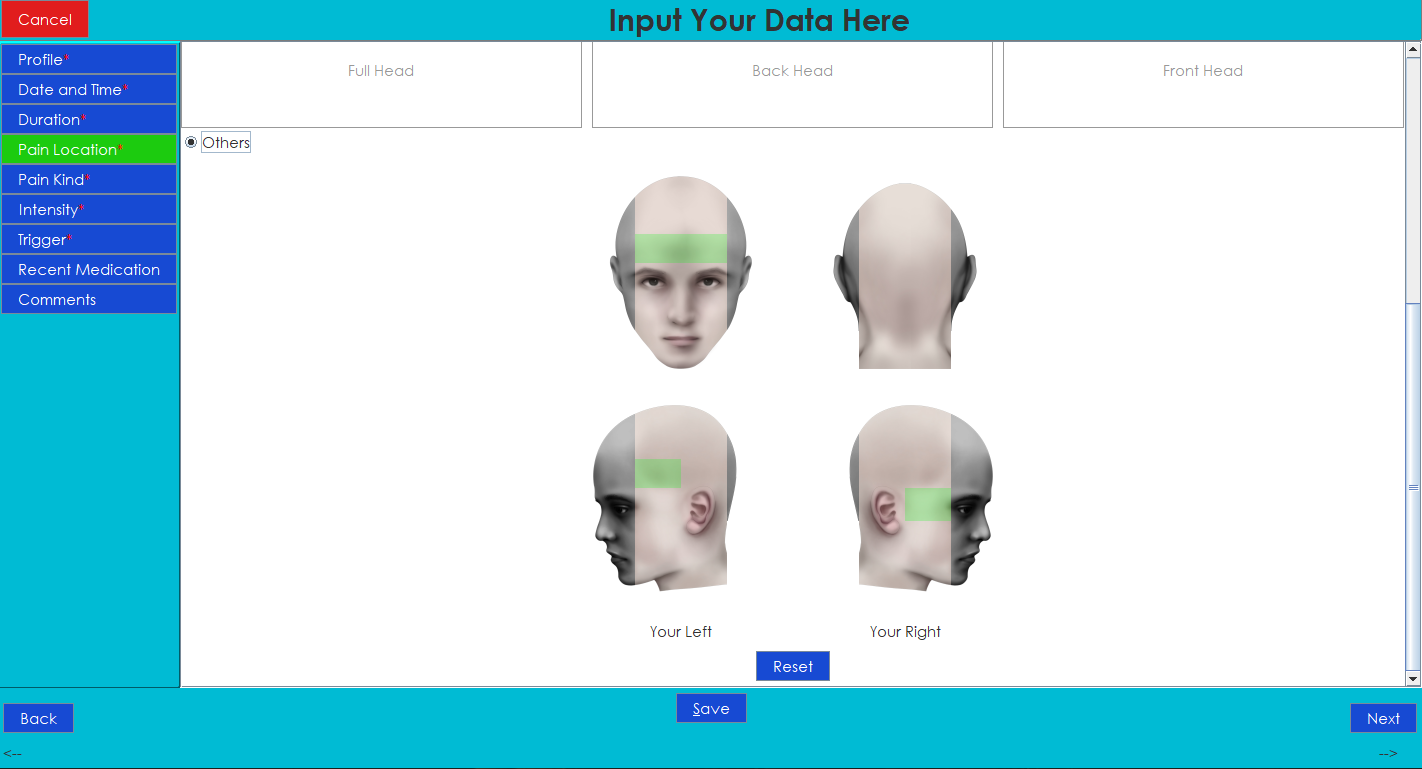 Cancel
Input Your Data Here
Profile*
Date and Time*
Duration*
Pain Location*
Pain Kind*
Intensity*
Trigger*
Recent Medication
Comments
Full Head
Back Head
Front Head
Others
Your Left
Your Right
Reset
Save
Back
Next
<--
-->